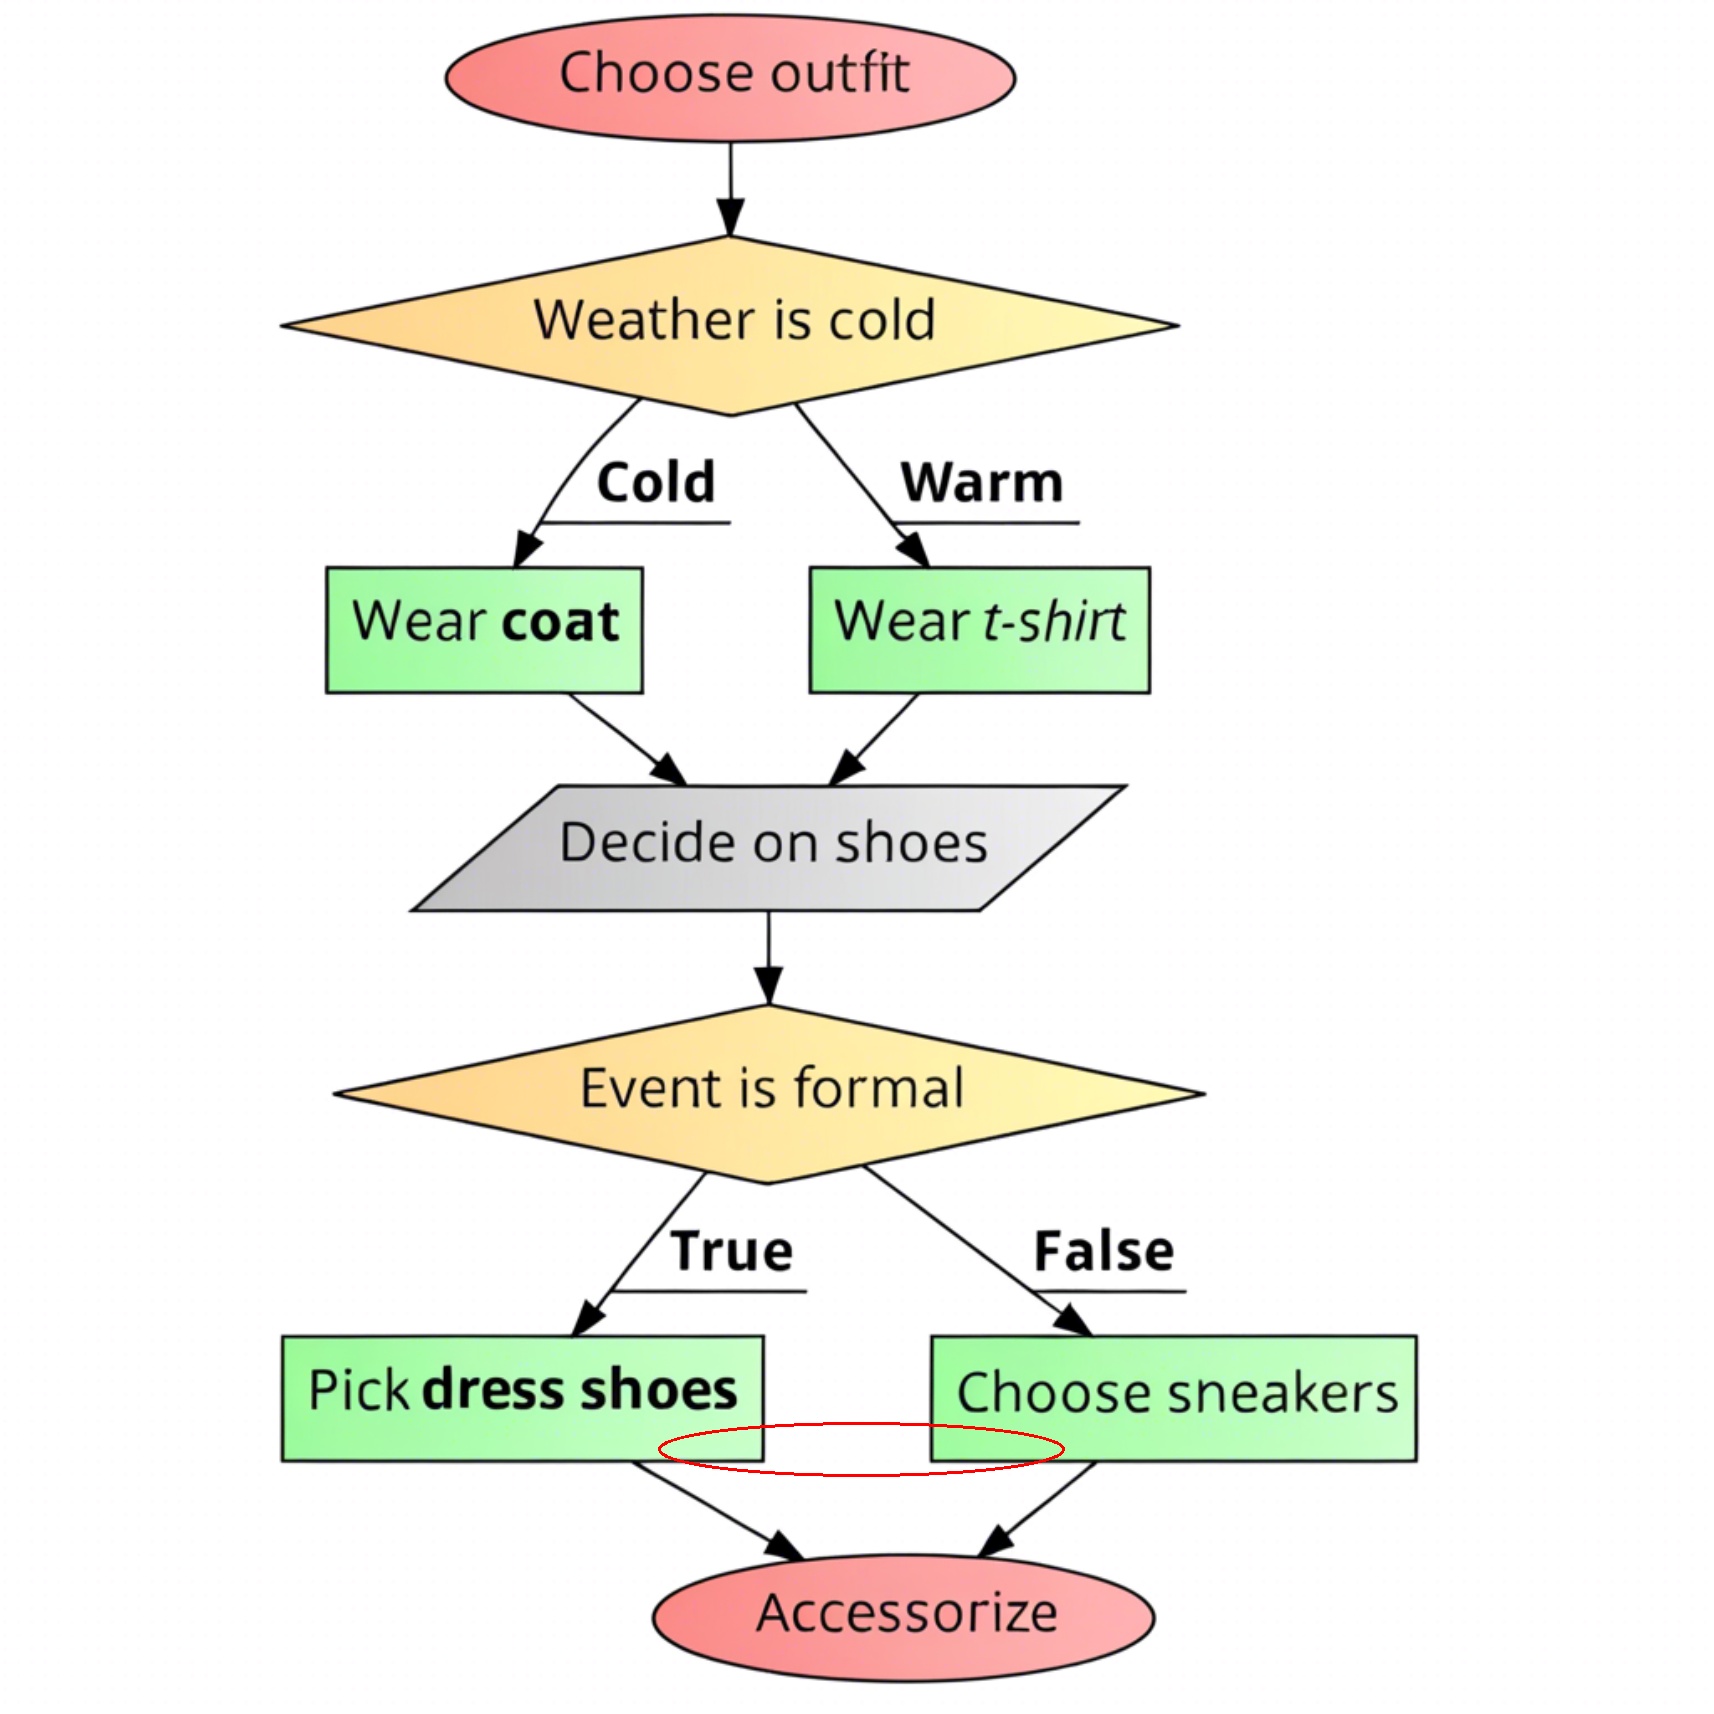 Choose outfit
Weather is cold
Cold
Warm
Wear coat
Wear t-shirt
Decide on shoes
Event is formal
True
False
Pick dress shoes
Choose sneakers
Accessorize